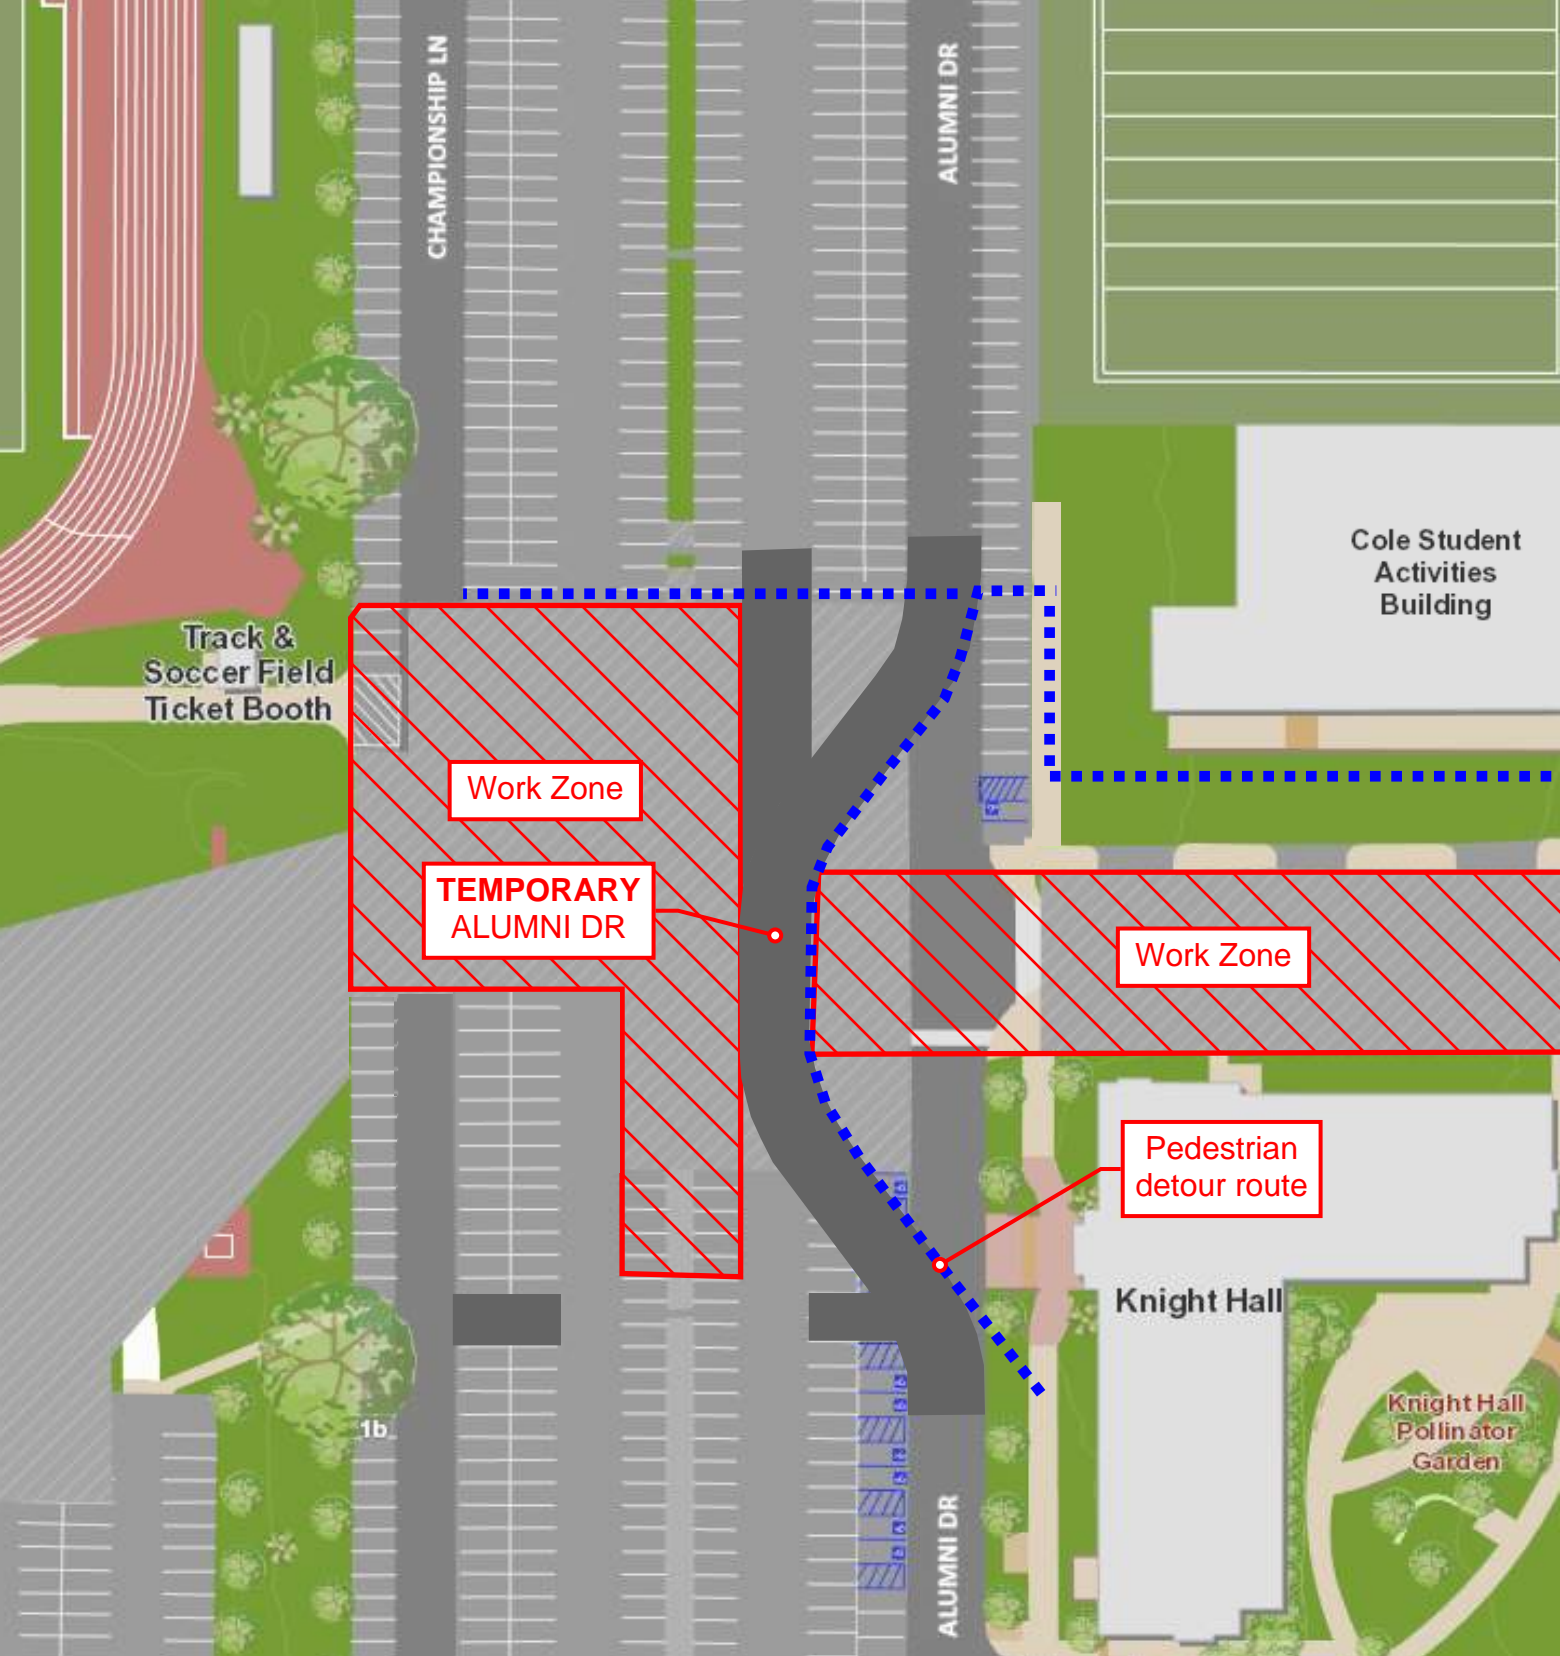 CHAMPIONSHIP LN
ALUMNI DR
Cole Student
Activities
Building
Track &
Soccer Field
Ticket Booth
Work Zone
TEMPORARY
ALUMNI DR
Work Zone
Pedestrian
detour route
Knight Hall
Knight Hall
Pollinator
Garden
1b
ALUMNI DR